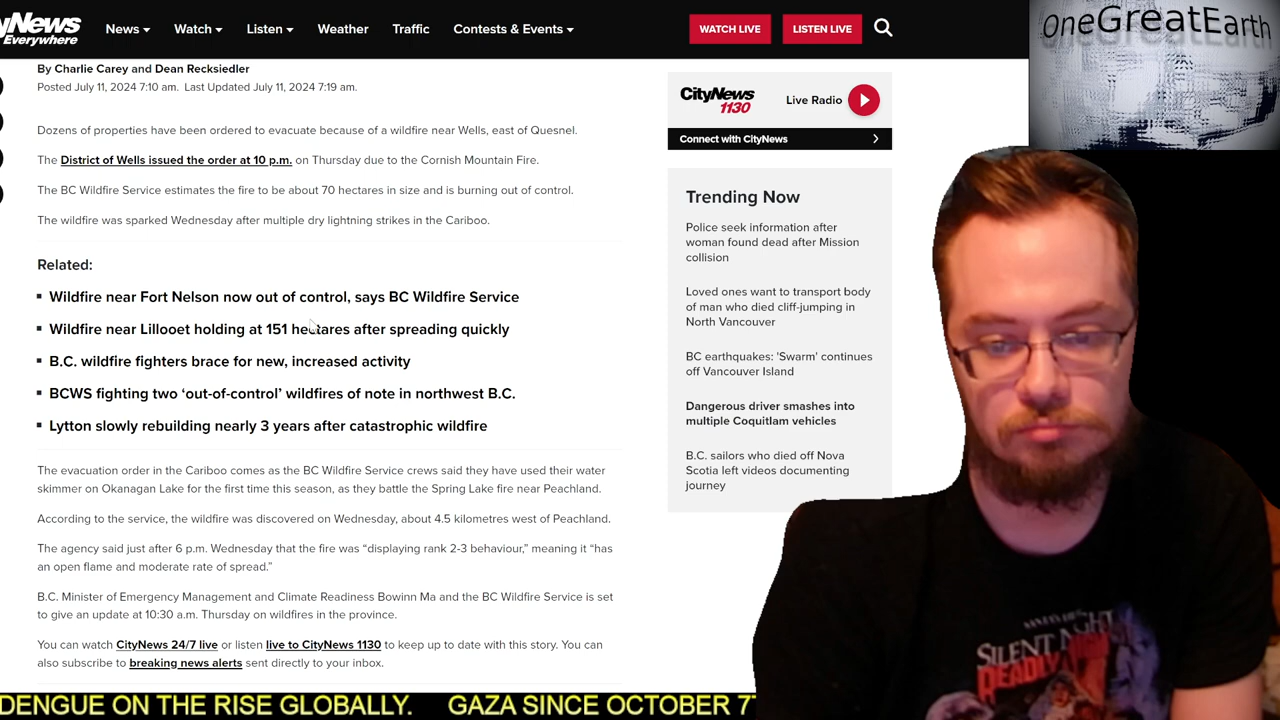 CityNews
Everywhere
News
Watch
Listen
Weather
Traffic
Contests & Events
WATCH LIVE
LISTEN LIVE
OneGreatEarth
By Charlie Carey and Dean Recksiedler
Posted July 11, 2024 7:10 am. Last Updated July 11, 2024 7:19 am.
Dozens of properties have been ordered to evacuate because of a wildfire near Wells, east of Quesnel.
The District of Wells issued the order at 10 p.m. on Thursday due to the Cornish Mountain Fire.
The BC Wildfire Service estimates the fire to be about 70 hectares in size and is burning out of control.
The wildfire was sparked Wednesday after multiple dry lightning strikes in the Cariboo.
Related:
Wildfire near Fort Nelson now out of control, says BC Wildfire Service
Wildfire near Lillooet holding at 151 hectares after spreading quickly
B.C. wildfire fighters brace for new, increased activity
BCWS fighting two ‘out-of-control’ wildfires of note in northwest B.C.
Lytton slowly rebuilding nearly 3 years after catastrophic wildfire
The evacuation order in the Cariboo comes as the BC Wildfire Service crews said they have used their water
skimmer on Okanagan Lake for the first time this season, as they battle the Spring Lake fire near Peachland.
According to the service, the wildfire was discovered on Wednesday, about 4.5 kilometres west of Peachland.
The agency said just after 6 p.m. Wednesday that the fire was “displaying rank 2-3 behaviour,” meaning it “has
an open flame and moderate rate of spread.”
B.C. Minister of Emergency Management and Climate Readiness Bowinn Ma and the BC Wildfire Service is set
to give an update at 10:30 a.m. Thursday on wildfires in the province.
You can watch CityNews 24/7 live or listen live to CityNews 1130 to keep up to date with this story. You can
also subscribe to breaking news alerts sent directly to your inbox.
CityNews
1130
Live Radio
Connect with CityNews
Trending Now
Police seek information after
woman found dead after Mission
collision
Loved ones want to transport body
of man who died cliff-jumping in
North Vancouver
BC earthquakes: ‘Swarm’ continues
off Vancouver Island
Dangerous driver smashes into
multiple Coquitlam vehicles
B.C. sailors who died off Nova
Scotia left videos documenting
journey
SILENT NIGHT
DEADLY
DENGUE ON THE RISE GLOBALLY. GAZA SINCE OCTOBER 7